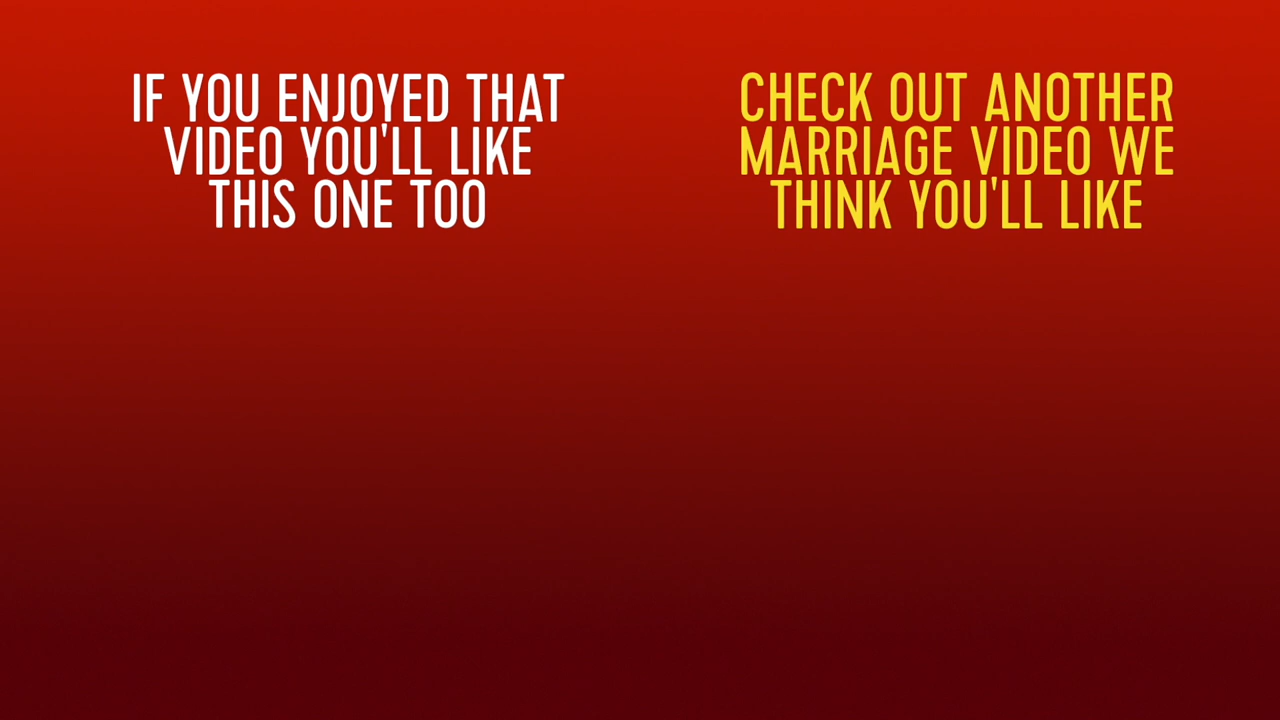 IF YOU ENJOYED THAT
VIDEO YOU'LL LIKE
THIS ONE TOO
CHECK OUT ANOTHER
MARRIAGE VIDEO WE
THINK YOU'LL LIKE